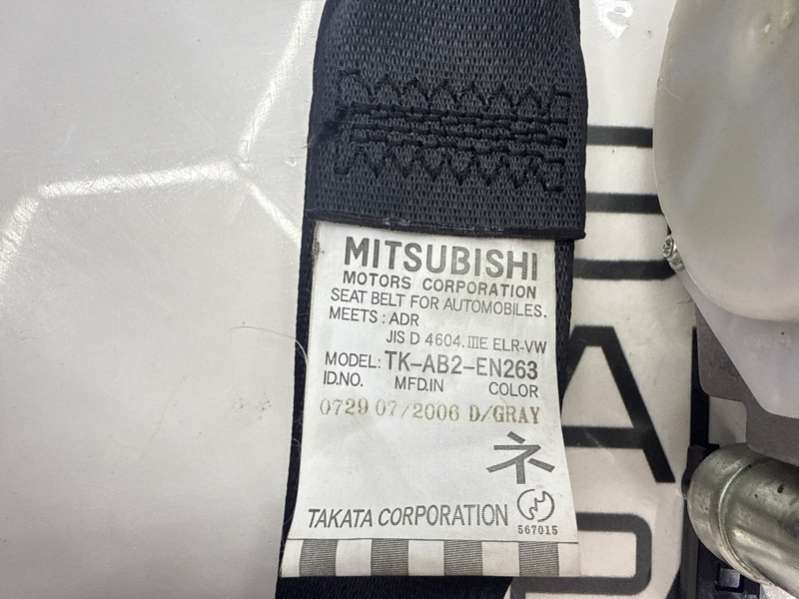 MITSUBISHI
MOTORS CORPORATION
SEAT BELT FOR AUTOMOBILES.
MEETS: ADR
JIS D 4604. IIIE ELR-VW
MODEL: TK-AB2-EN263
ID.NO. MFD.IN COLOR
0729 07/2006 D/GRAY
ネ
TAKATA CORPORATION
567015